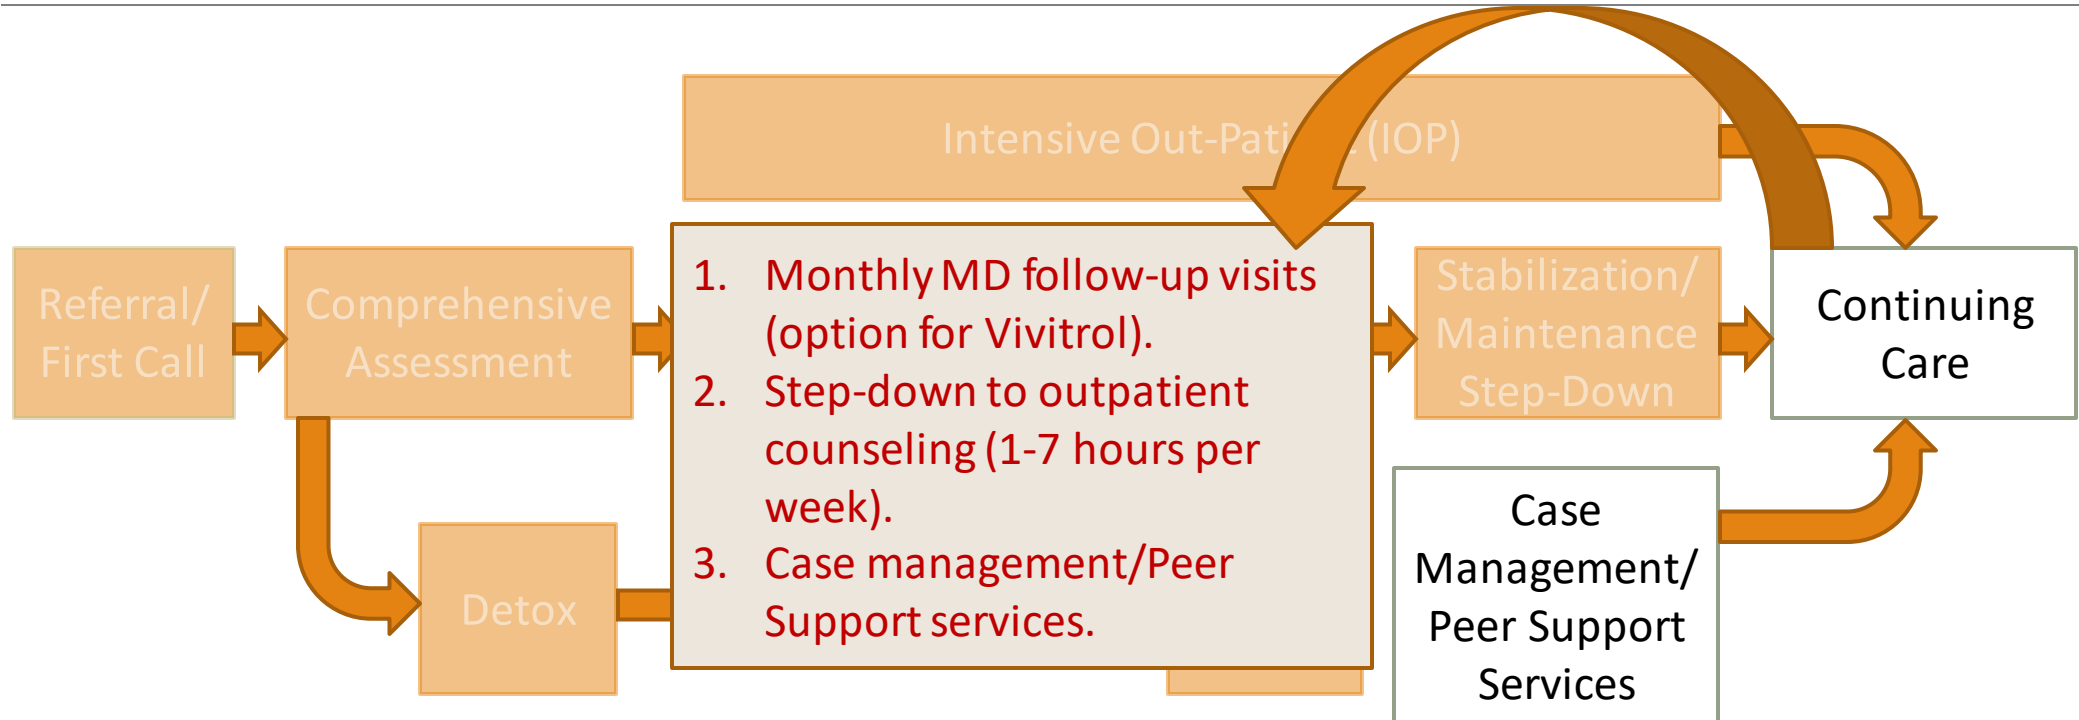 Intensive Out-Pati t (IOP)
Referral/
First Call
Comprehensive
Assessment
1. Monthly MD follow-up visits
(option for Vivitrol).
2. Step-down to outpatient
counseling (1-7 hours per
week).
3. Case management/Peer
Support services.
Stabilization/
Maintenance
Step-Down
Continuing
Care
Detox
Case
Management/
Peer Support
Services